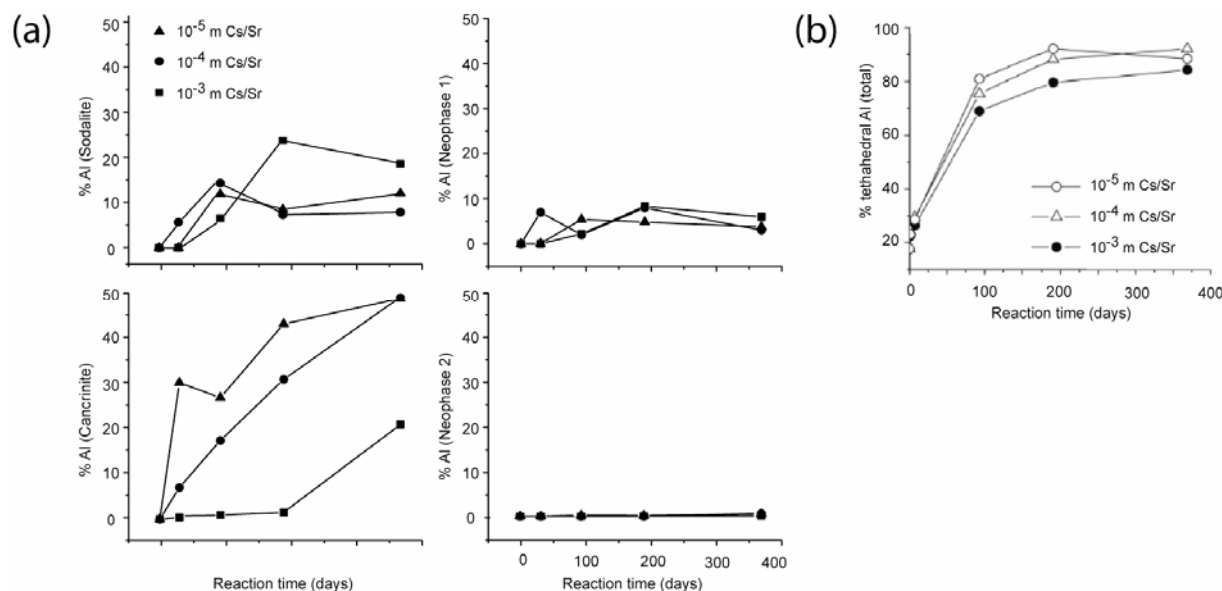 (a)
50
40
30
20
10
0
% Al (Sodalite)
10-5 m Cs/Sr
10-4 m Cs/Sr
10-3 m Cs/Sr
50
40
30
20
10
0
% Al (Neophase 1)
50
40
30
20
10
0
% Al (Cancrinite)
Reaction time (days)
50
40
30
20
10
0
% Al (Neophase 2)
0 100 200 300 400
Reaction time (days)
(b)
100
80
60
40
20
% tethahedral Al (total)
10-5 m Cs/Sr
10-4 m Cs/Sr
10-3 m Cs/Sr
0 100 200 300 400
Reaction time (days)